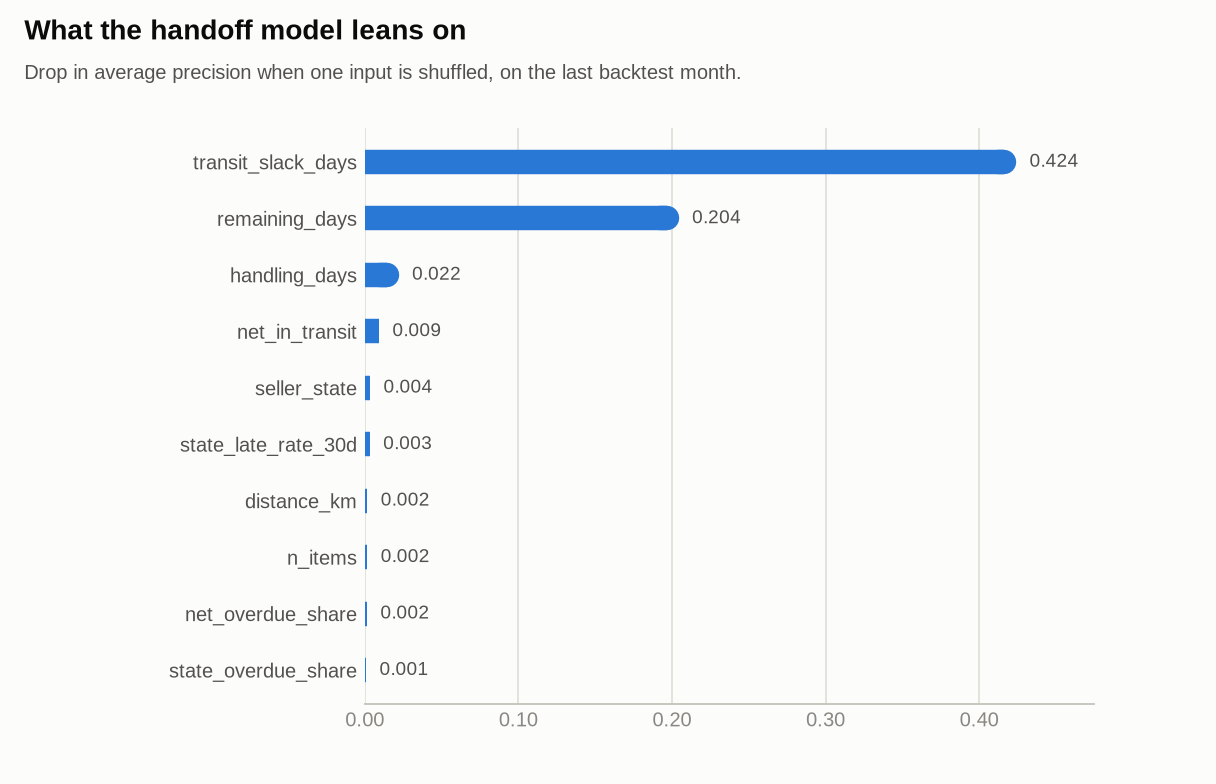 What the handoff model leans on
Drop in average precision when one input is shuffled, on the last backtest month.
transit_slack_days 0.424
remaining_days 0.204
handling_days 0.022
net_in_transit 0.009
seller_state 0.004
state_late_rate_30d 0.003
distance_km 0.002
n_items 0.002
net_overdue_share 0.002
state_overdue_share 0.001
0.00 0.10 0.20 0.30 0.40